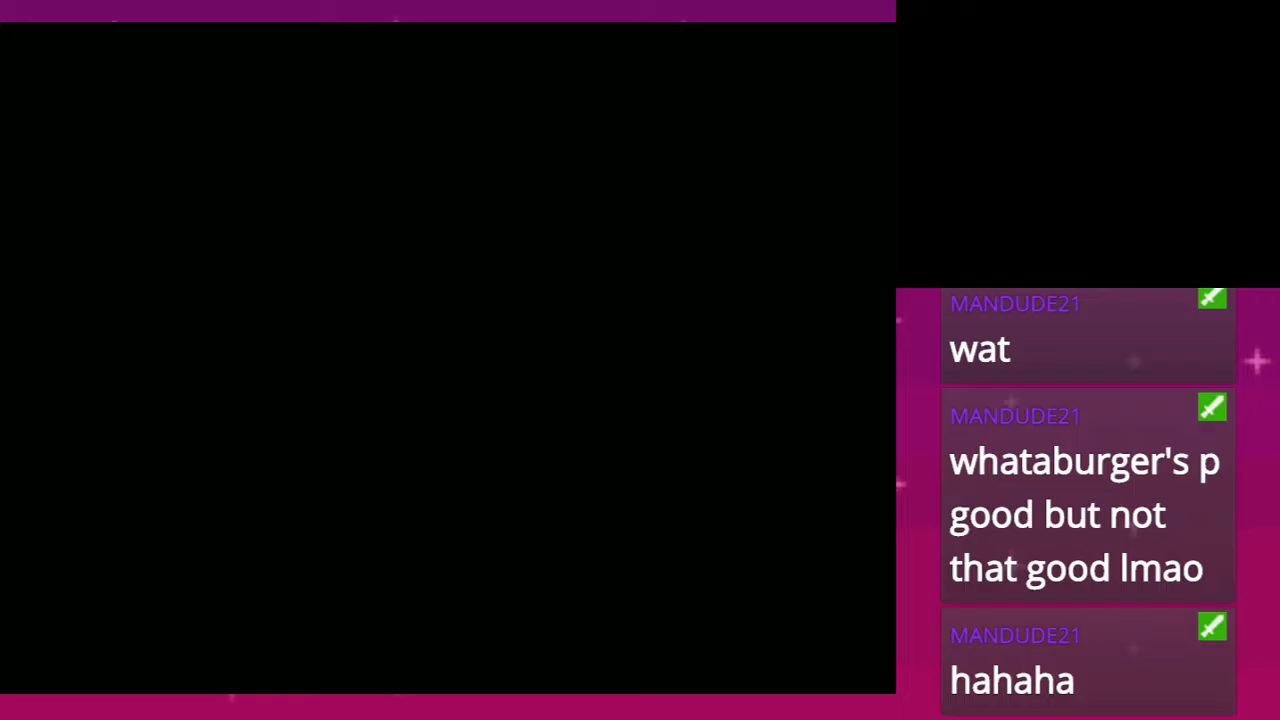 MANDUDE21
wat
MANDUDE21
whataburger's p
good but not
that good lmao
MANDUDE21
hahaha